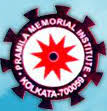 PRAMILA MEMORIAL INSTITUTE
KOLKATA-700059